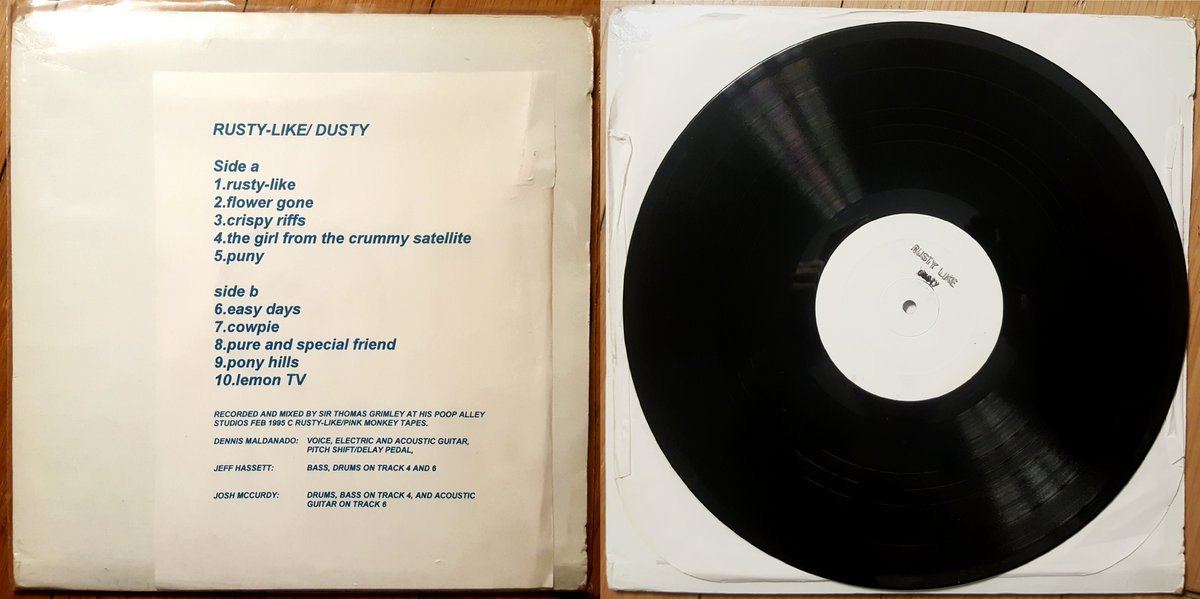 RUSTY-LIKE/ DUSTY
Side a
1.rusty-like
2.flower gone
3.crispy riffs
4.the girl from the crummy satellite
5.puny
side b
6.easy days
7.cowpie
8.pure and special friend
9.pony hills
10.lemon TV
RECORDED AND MIXED BY SIR THOMAS GRIMLEY AT HIS POOP ALLEY
STUDIOS FEB 1995 C RUSTY-LIKE/PINK MONKEY TAPES.
DENNIS MALDANADO: VOICE, ELECTRIC AND ACOUSTIC GUITAR,
PITCH SHIFT/DELAY PEDAL,
JEFF HASSETT: BASS, DRUMS ON TRACK 4 AND 6
JOSH MCCURDY: DRUMS, BASS ON TRACK 4, AND ACOUSTIC
GUITAR ON TRACK 6
RUSTY LIKE
DUSTY